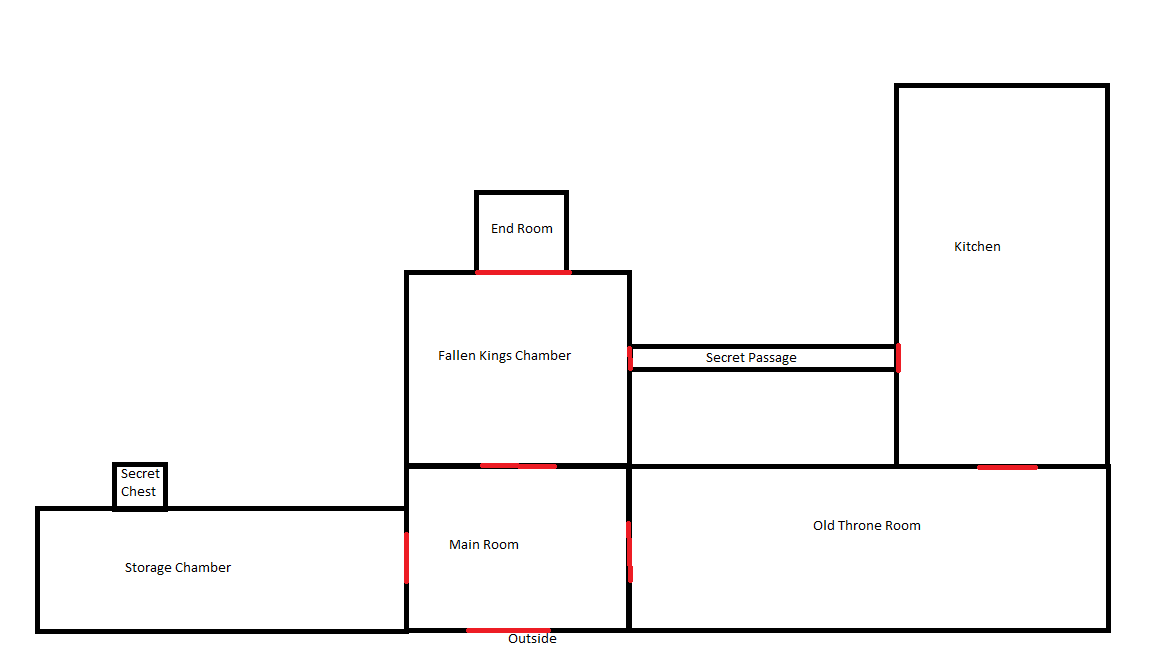 End Room
Kitchen
Fallen Kings Chamber
Secret Passage
Secret
Chest
Old Throne Room
Main Room
Storage Chamber
Outside